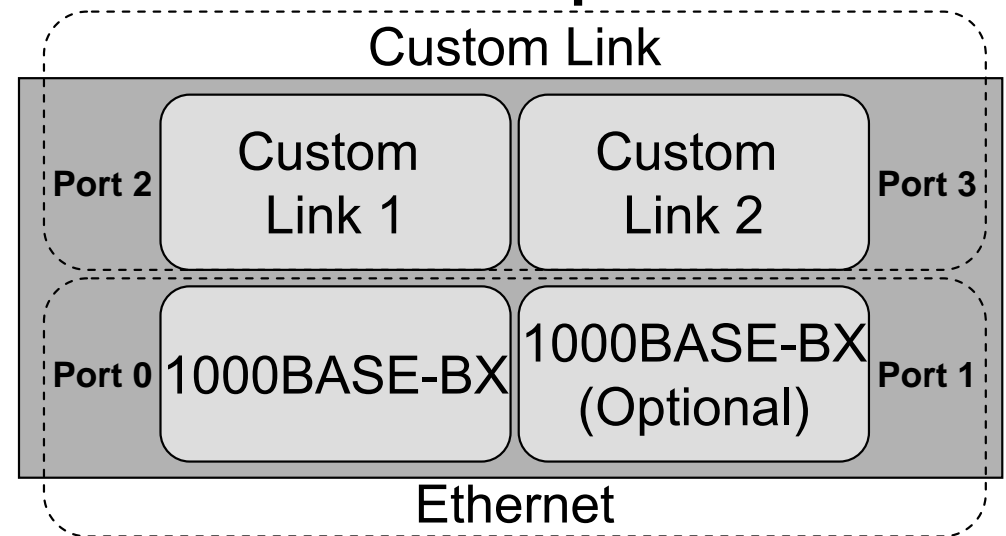 Custom Link
Port 2
Custom
Link 1
Custom
Link 2
Port 3
Port 0
1000BASE-BX
1000BASE-BX
(Optional)
Port 1
Ethernet